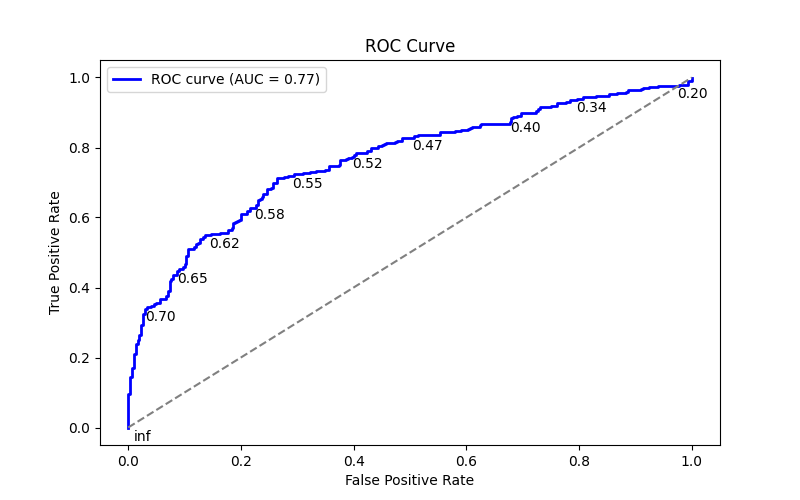 ROC Curve
ROC curve (AUC = 0.77)
True Positive Rate
1.0
0.8
0.6
0.4
0.2
0.0
0.20
0.34
0.40
0.47
0.52
0.55
0.58
0.62
0.65
0.70
inf
0.0 0.2 0.4 0.6 0.8 1.0
False Positive Rate